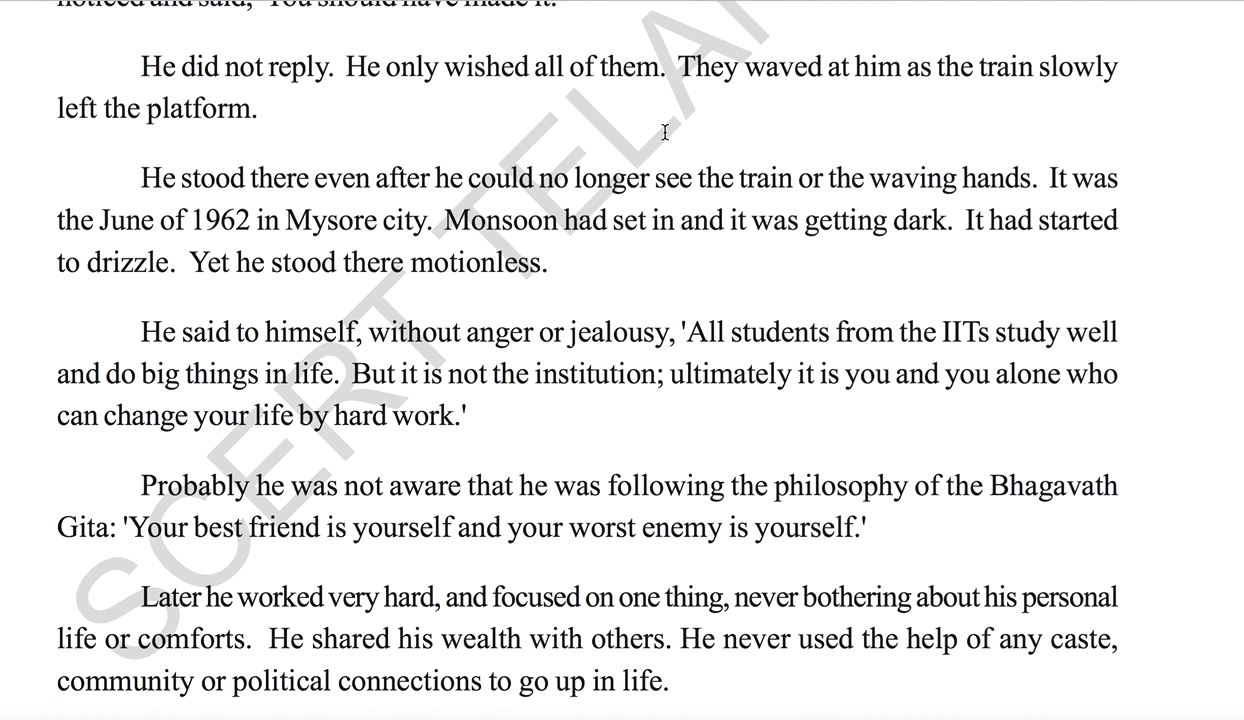 noticed and said, 'You should have made it.'
He did not reply. He only wished all of them. They waved at him as the train slowly
left the platform.
He stood there even after he could no longer see the train or the waving hands. It was
the June of 1962 in Mysore city. Monsoon had set in and it was getting dark. It had started
to drizzle. Yet he stood there motionless.
He said to himself, without anger or jealousy, 'All students from the IITs study well
and do big things in life. But it is not the institution; ultimately it is you and you alone who
can change your life by hard work.'
Probably he was not aware that he was following the philosophy of the Bhagavath
Gita: 'Your best friend is yourself and your worst enemy is yourself.'
Later he worked very hard, and focused on one thing, never bothering about his personal
life or comforts. He shared his wealth with others. He never used the help of any caste,
community or political connections to go up in life.
SCERT TELA